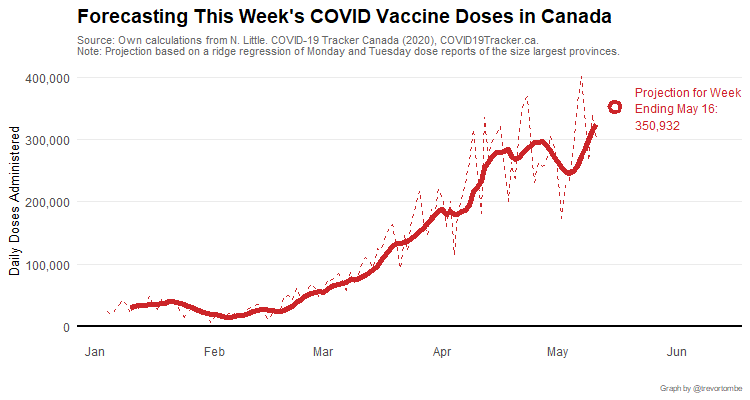 Forecasting This Week's COVID Vaccine Doses in Canada
Source: Own calculations from N. Little. COVID-19 Tracker Canada (2020), COVID19Tracker.ca.
Note: Projection based on a ridge regression of Monday and Tuesday dose reports of the size largest provinces.
400,000
300,000
200,000
100,000
0
Daily Doses Administered
Projection for Week
Ending May 16:
350,932
Jan Feb Mar Apr May Jun
Graph by @trevortombe